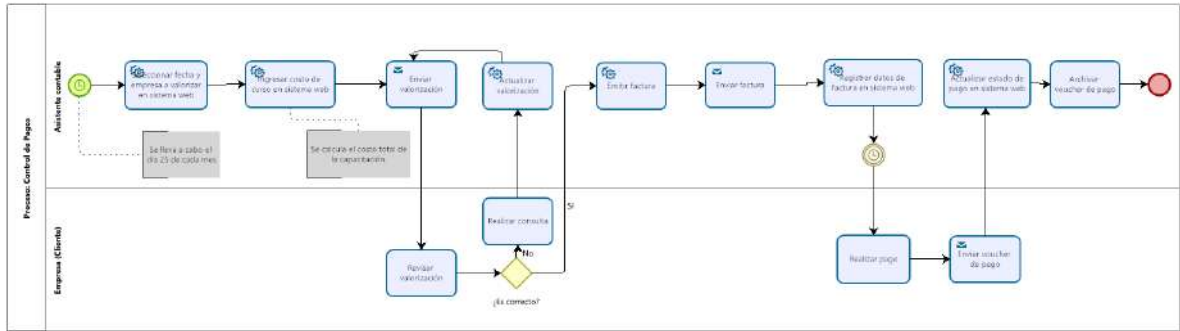 Proceso: Control de Pagos
Asistente contable
Seleccionar fecha y
empresa a valorizar
en sistema web
Ingresar costo de
curso en sistema web
Enviar
valorización
Actualizar
valorización
Emitir factura
Enviar factura
Registrar datos de
factura en sistema web
Actualizar estado de
pago en sistema web
Archivar
voucher de pago
Se lleva a cabo el
día 25 de cada mes
Se calcula el costo total de
la capacitación
Empresa (Cliente)
Realizar consulta
Si
No
Revisar
valorización
¿Es correcto?
Realizar pago
Enviar voucher
de pago